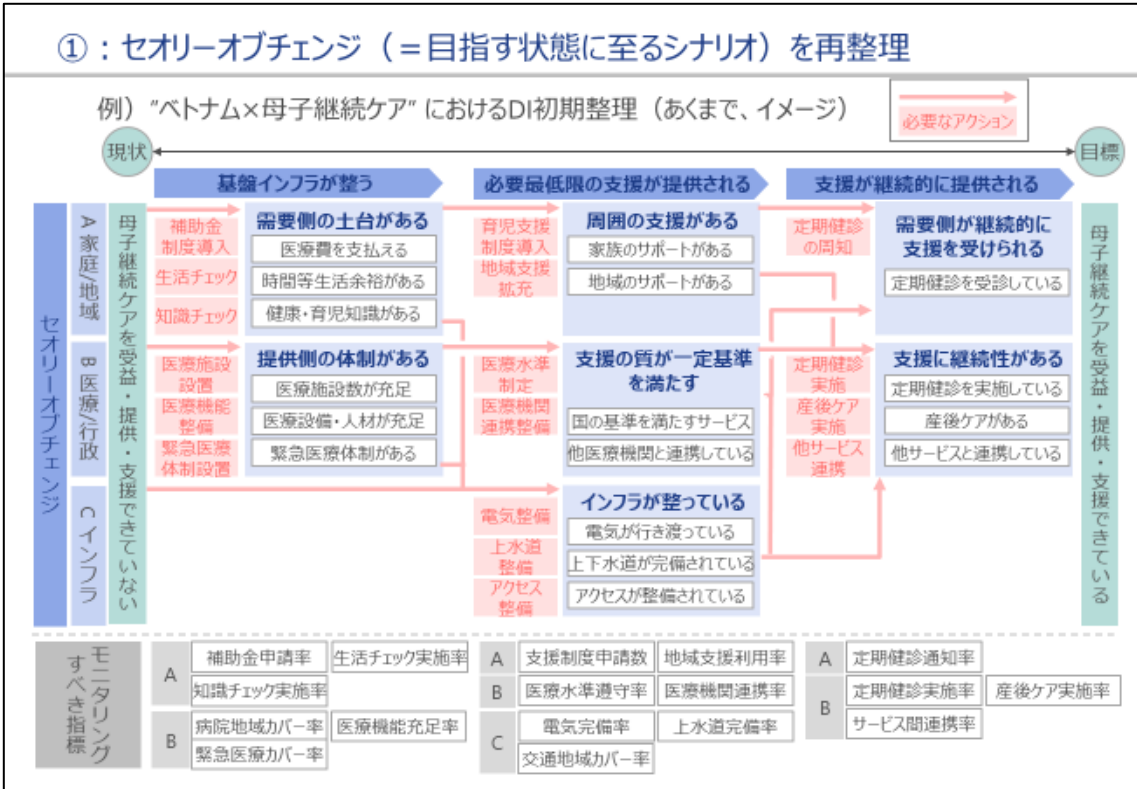 ①：セオリーオブチェンジ（＝目指す状態に至るシナリオ）を再整理
例）“ベトナム×母子継続ケア” におけるDI初期整理（あくまで、イメージ）
必要なアクション
現状
目標
基盤インフラが整う
必要最低限の支援が提供される
支援が継続的に提供される
セオリーオブチェンジ
A 家庭/地域
B 医療/行政
C インフラ
母子継続ケアを受益・提供・支援できていない
補助金
制度導入
生活チェック
知識チェック
需要側の土台がある
医療費を支払える
時間等生活余裕がある
健康・育児知識がある
育児支援
制度導入
地域支援
拡充
周囲の支援がある
家族のサポートがある
地域のサポートがある
定期健診
の周知
需要側が継続的に
支援を受けられる
定期健診を受診している
医療施設
設置
医療機能
整備
緊急医療
体制設置
提供側の体制がある
医療施設数が充足
医療設備・人材が充足
緊急医療体制がある
医療水準
制定
医療機関
連携整備
支援の質が一定基準
を満たす
国の基準を満たすサービス
他医療機関と連携している
定期健診
実施
産後ケア
実施
他サービス
連携
支援に継続性がある
定期健診を実施している
産後ケアがある
他サービスと連携している
電気整備
上水道
整備
アクセス
整備
インフラが整っている
電気が行き渡っている
上下水道が完備されている
アクセスが整備されている
母子継続ケアを受益・提供・支援できている
モニタリング
すべき指標
A
補助金申請率
生活チェック実施率
知識チェック実施率
B
病院地域カバー率
医療機能充足率
緊急医療カバー率
A
支援制度申請数
地域支援利用率
B
医療水準遵守率
医療機関連携率
C
電気完備率
上水道完備率
交通地域カバー率
A
定期健診通知率
B
定期健診実施率
産後ケア実施率
サービス間連携率